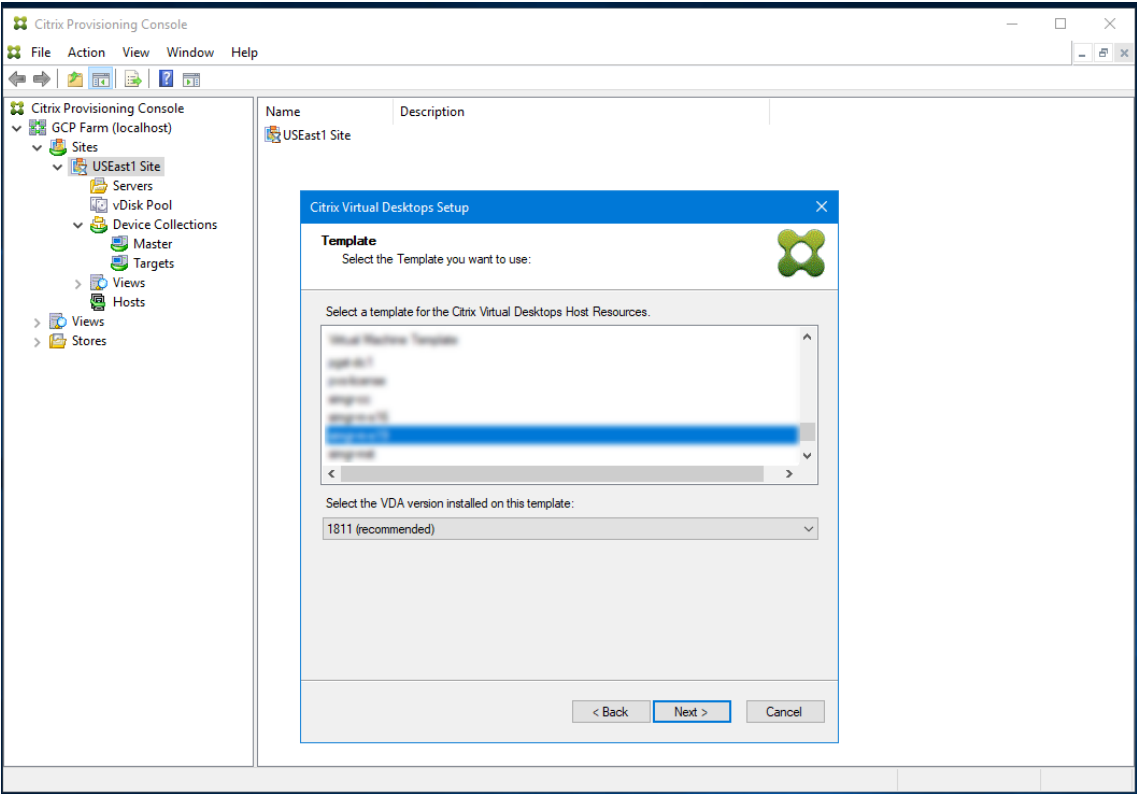 Citrix Provisioning Console
File Action View Window Help
Citrix Provisioning Console
GCP Farm (localhost)
Sites
USEast1 Site
Servers
vDisk Pool
Device Collections
Master
Targets
Views
Hosts
Views
Stores
Name Description
USEast1 Site
Citrix Virtual Desktops Setup
Template
Select the Template you want to use:
Select a template for the Citrix Virtual Desktops Host Resources.
Select the VDA version installed on this template:
1811 (recommended)
< Back Next > Cancel